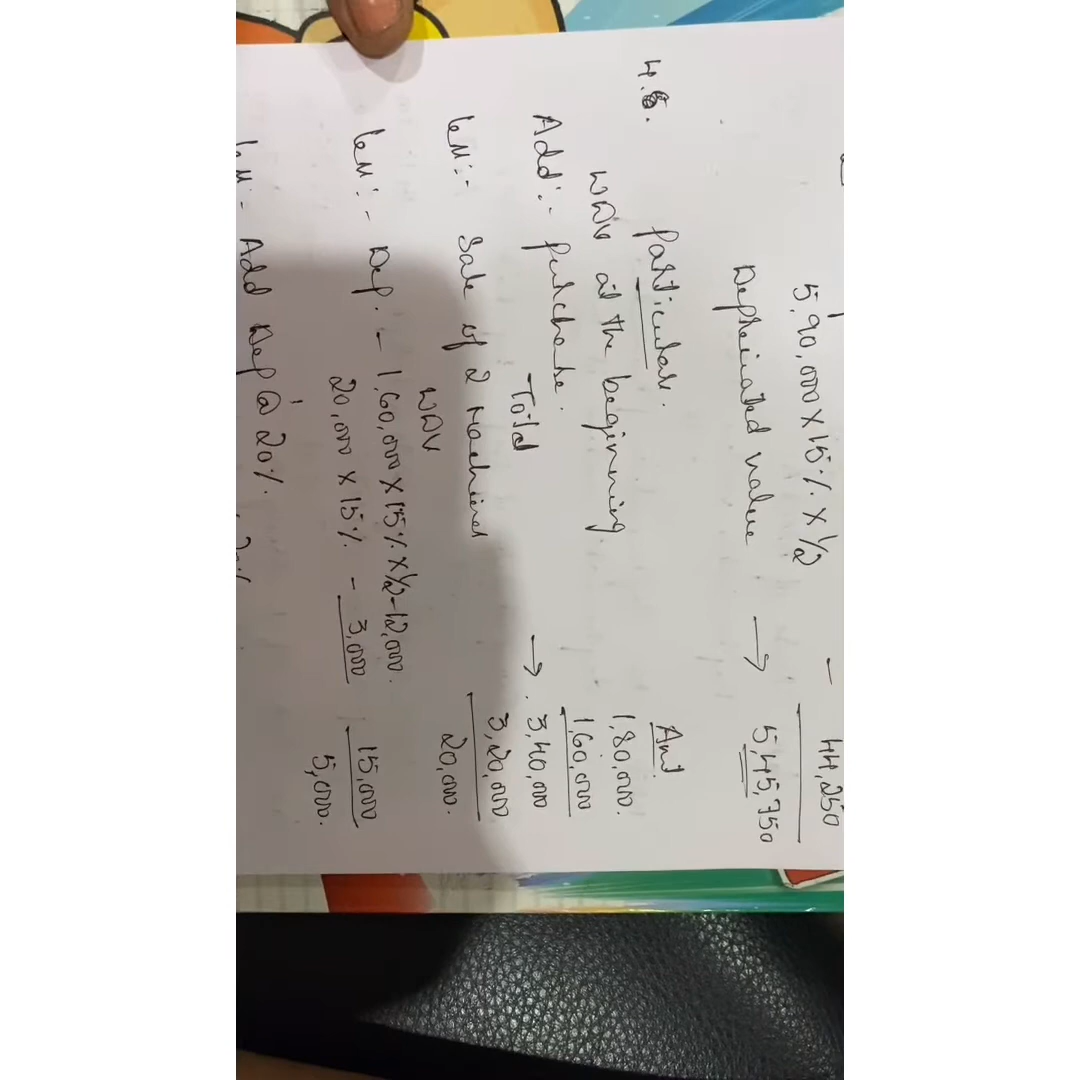 5,90,000 X 15% X 1/2 - 44,250
Depreciated value → 5,45,750
4.8.
Particulars. Amt
WDV at the beginning. 1,80,000.
Add:- Purchase. 1,60,000
Total → 3,40,000
Less:- Sale of 2 Machines 3,20,000
WDV 20,000.
Less:- Dep. - 1,60,000 X 15% X 1/2 - 12,000.
20,000 X 15% - 3,000 15,000
5,000.
Less:- Add Dep @ 20%.